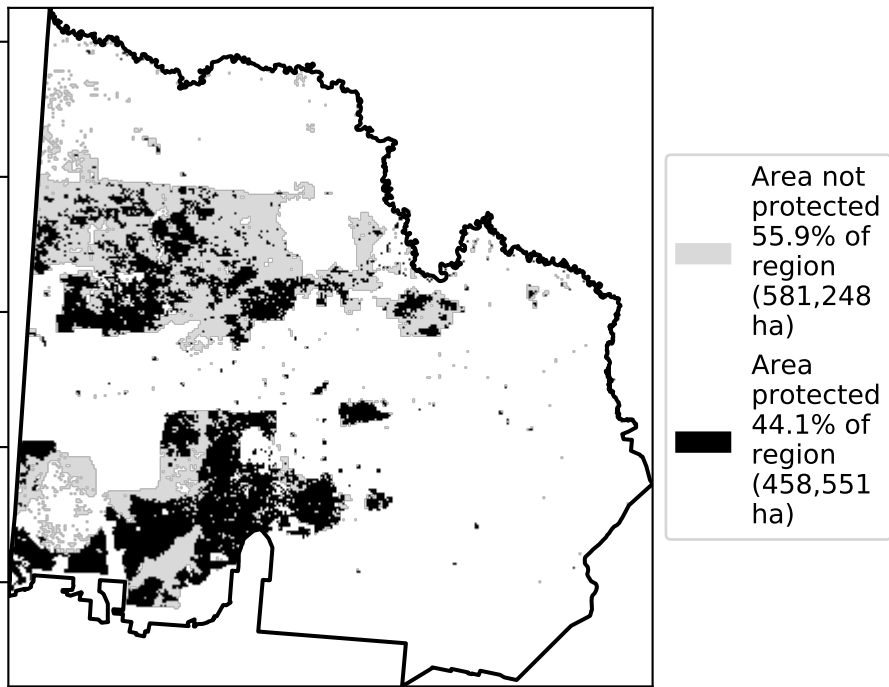 Area not
protected
55.9% of
region
(581,248
ha)
Area
protected
44.1% of
region
(458,551
ha)